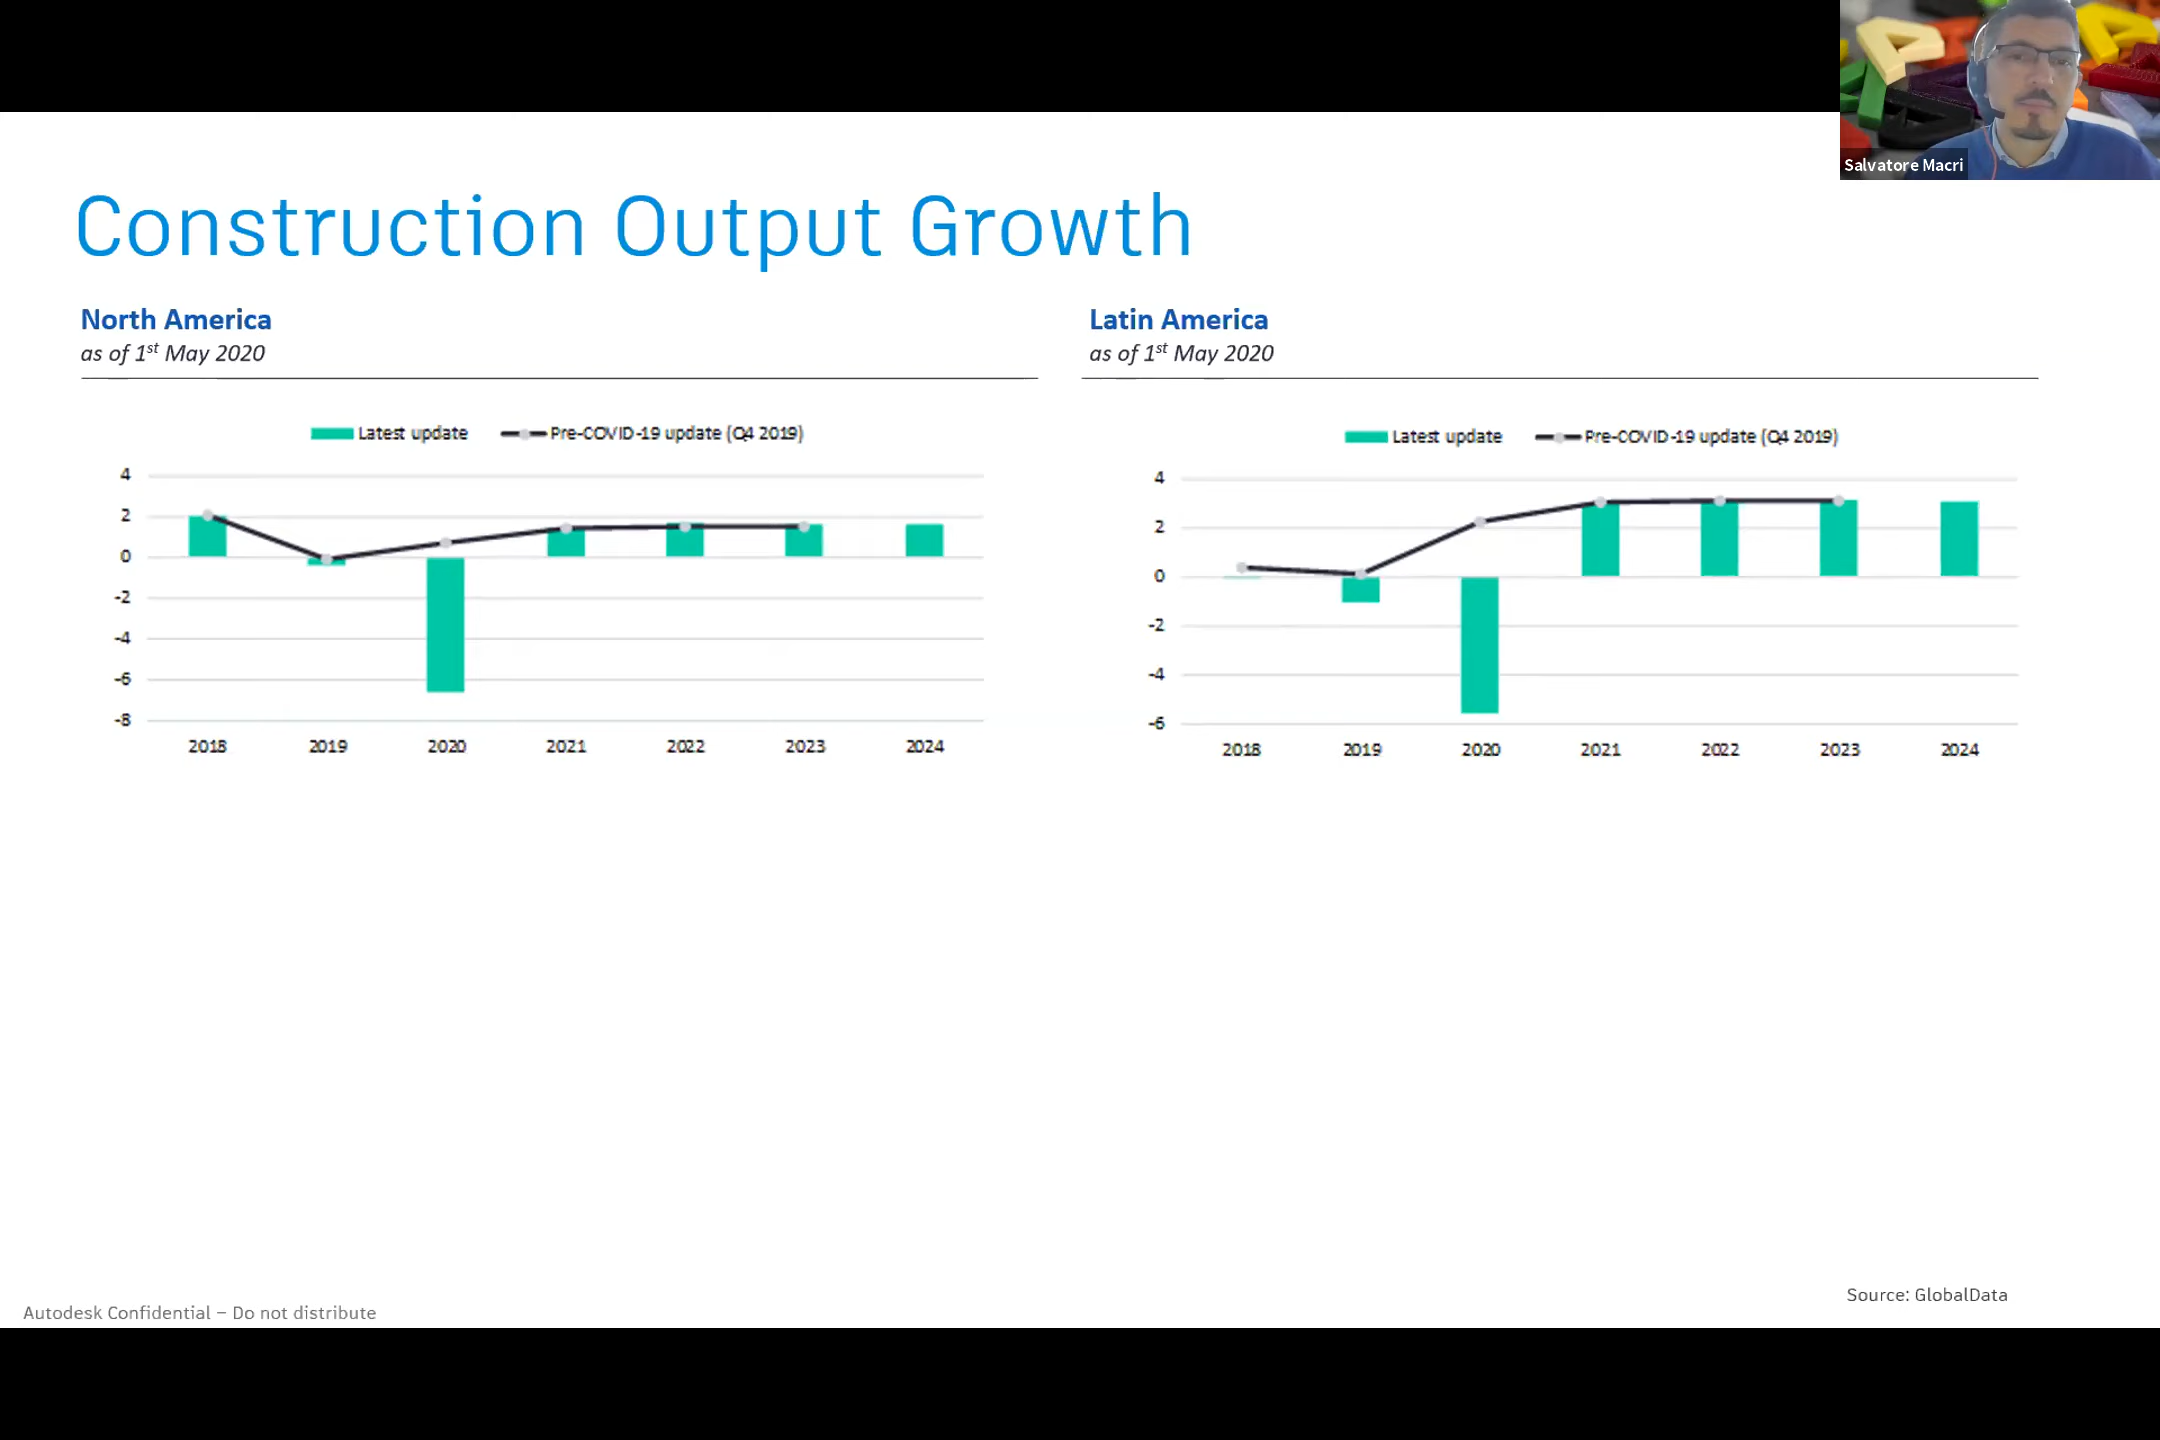 Salvatore Macri
Construction Output Growth
North America
as of 1st May 2020
Latest update
Pre-COVID-19 update (Q4 2019)
4
2
0
-2
-4
-6
-8
2018 2019 2020 2021 2022 2023 2024
Latin America
as of 1st May 2020
Latest update
Pre-COVID-19 update (Q4 2019)
4
2
0
-2
-4
-6
2018 2019 2020 2021 2022 2023 2024
Source: GlobalData
Autodesk Confidential – Do not distribute